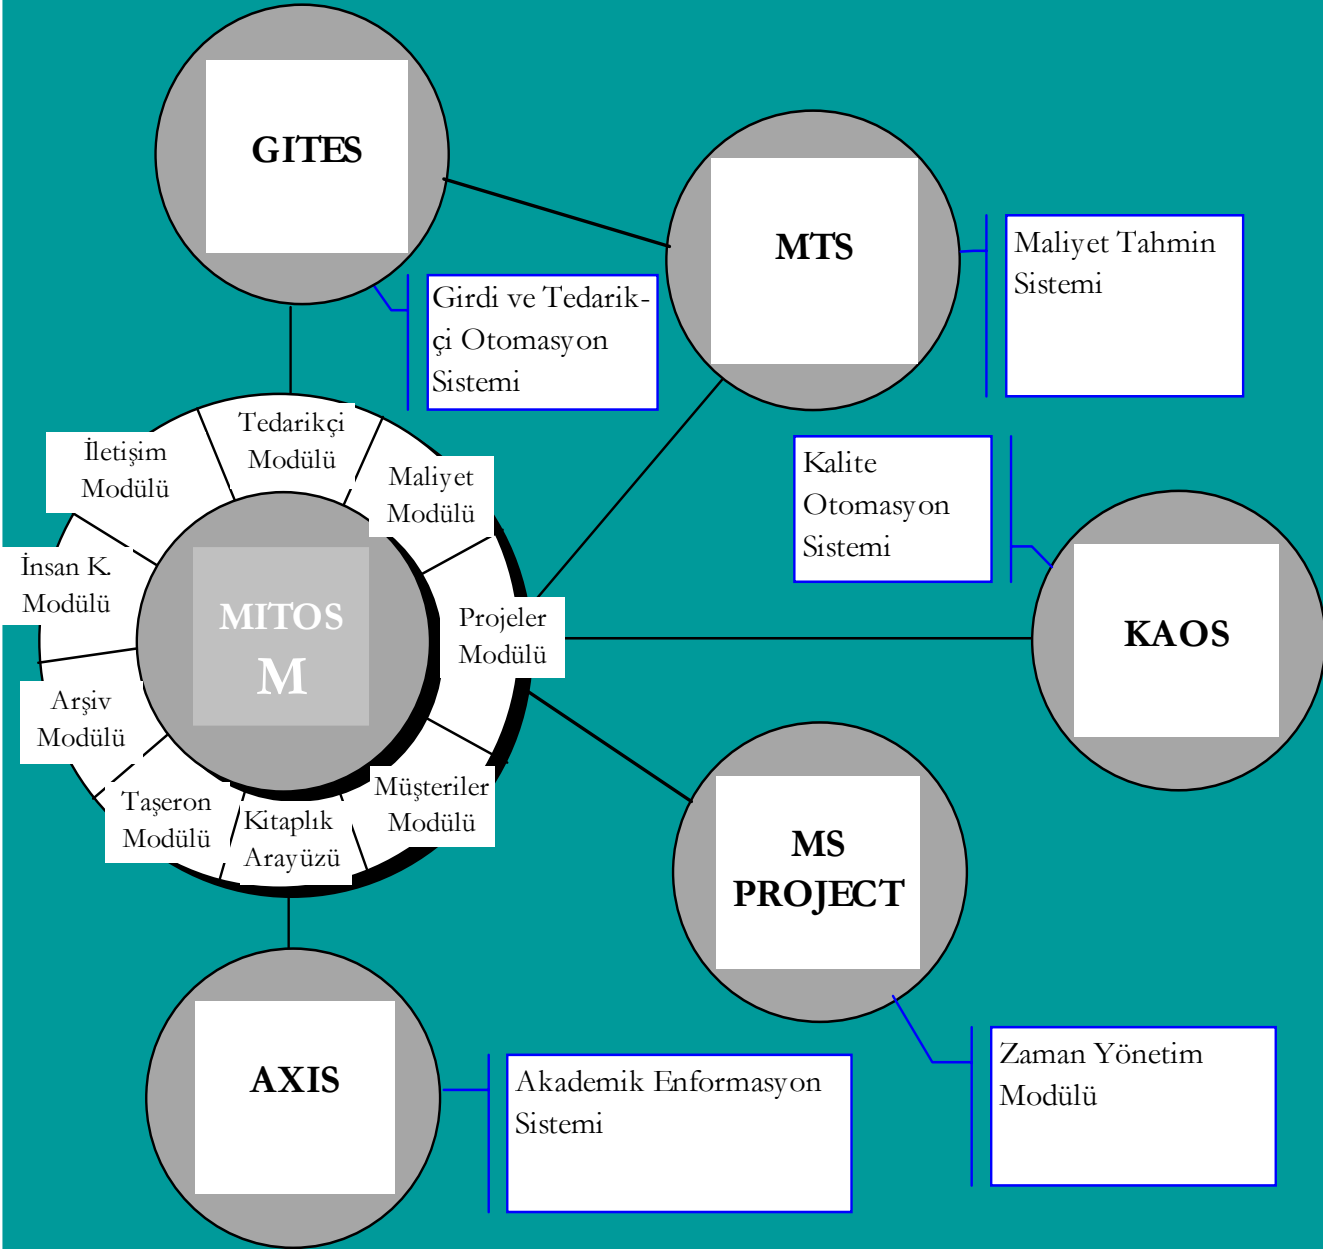 GITES
MTS
Maliyet Tahmin
Sistemi
Girdi ve Tedarik-
çi Otomasyon
Sistemi
Tedarikçi
Modülü
İletişim
Modülü
Maliyet
Modülü
Kalite
Otomasyon
Sistemi
İnsan K.
Modülü
MITOS
M
Projeler
Modülü
KAOS
Arşiv
Modülü
Taşeron
Modülü
Kitaplık
Arayüzü
Müşteriler
Modülü
MS
PROJECT
AXIS
Akademik Enformasyon
Sistemi
Zaman Yönetim
Modülü